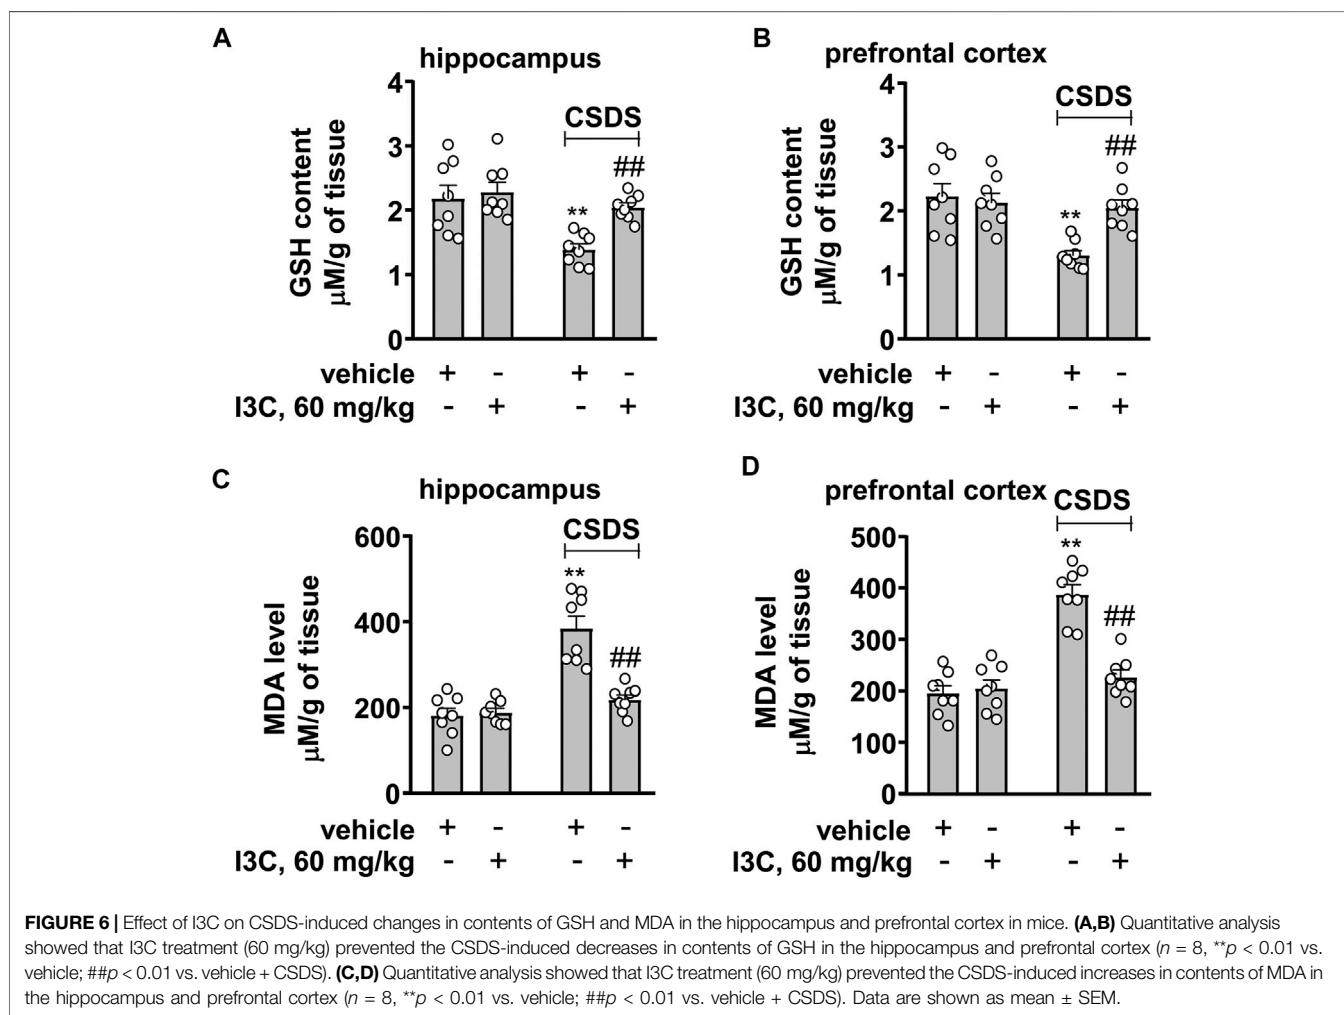 A
hippocampus
GSH content
μM/g of tissue
4
3
2
1
0
CSDS
**
##
vehicle + - + -
I3C, 60 mg/kg - + - +
B
prefrontal cortex
GSH content
μM/g of tissue
4
3
2
1
0
CSDS
**
##
vehicle + - + -
I3C, 60 mg/kg - + - +
C
hippocampus
MDA level
μM/g of tissue
600
400
200
0
CSDS
**
##
vehicle + - + -
I3C, 60 mg/kg - + - +
D
prefrontal cortex
MDA level
μM/g of tissue
500
400
300
200
100
0
CSDS
**
##
vehicle + - + -
I3C, 60 mg/kg - + - +
FIGURE 6 | Effect of I3C on CSDS-induced changes in contents of GSH and MDA in the hippocampus and prefrontal cortex in mice. (A,B) Quantitative analysis
showed that I3C treatment (60 mg/kg) prevented the CSDS-induced decreases in contents of GSH in the hippocampus and prefrontal cortex (n = 8, **p < 0.01 vs.
vehicle; ##p < 0.01 vs. vehicle + CSDS). (C,D) Quantitative analysis showed that I3C treatment (60 mg/kg) prevented the CSDS-induced increases in contents of MDA in
the hippocampus and prefrontal cortex (n = 8, **p < 0.01 vs. vehicle; ##p < 0.01 vs. vehicle + CSDS). Data are shown as mean ± SEM.